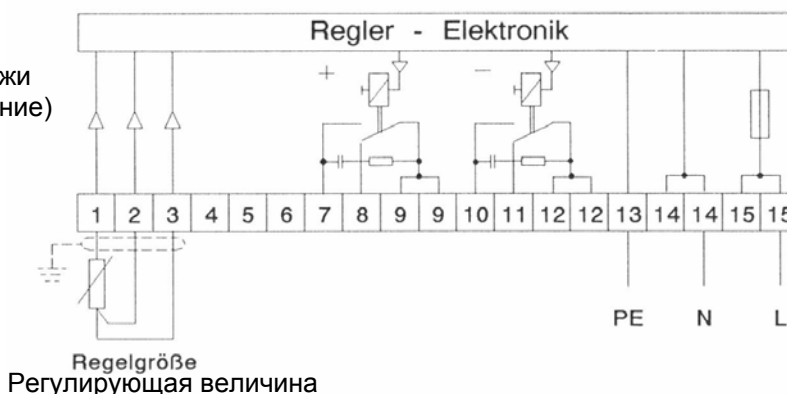 Regler - Elektronik
жи
ние)
+
−
1 2 3 4 5 6 7 8 9 9 10 11 12 12 13 14 14 15 15
PE N L
Regelgröße
Регулирующая величина